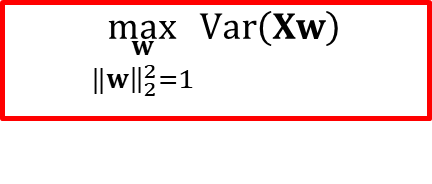 max Var(𝐗𝐰)
𝐰
‖𝐰‖₂²=1